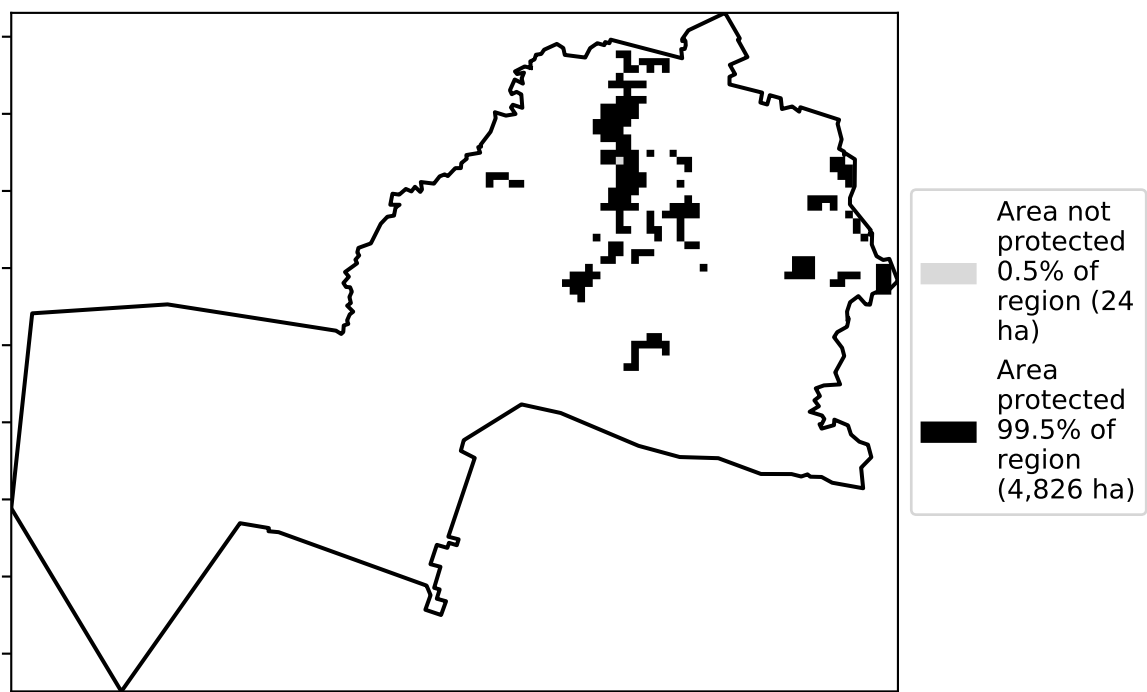 Area not
protected
0.5% of
region (24
ha)
Area
protected
99.5% of
region
(4,826 ha)